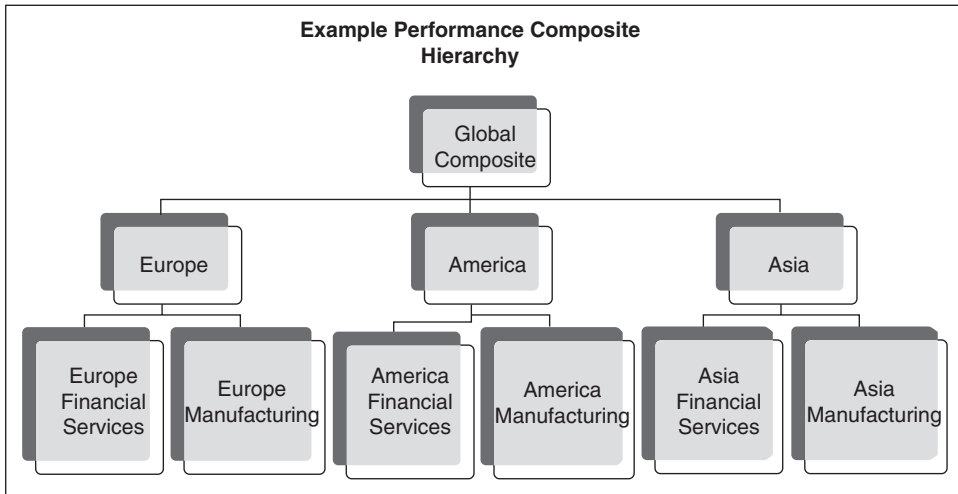 Example Performance Composite
Hierarchy
Global
Composite
Europe
America
Asia
Europe
Financial
Services
Europe
Manufacturing
America
Financial
Services
America
Manufacturing
Asia
Financial
Services
Asia
Manufacturing